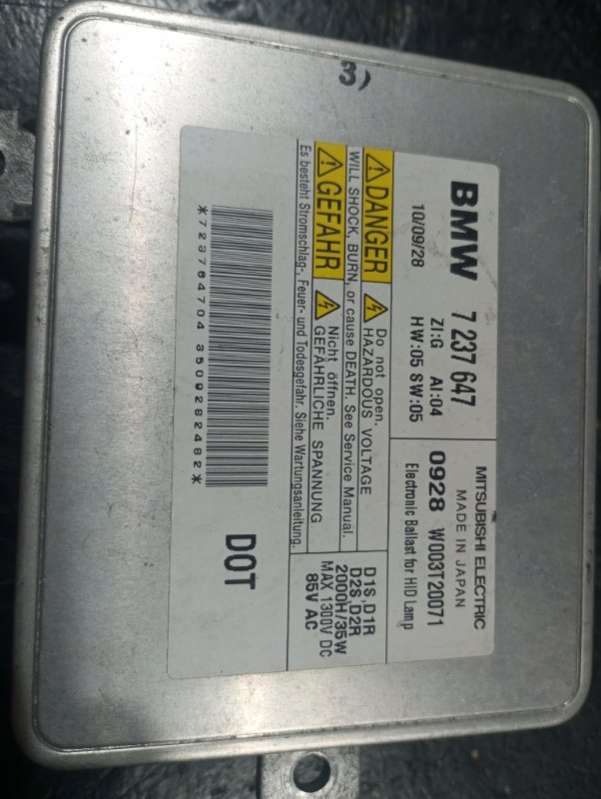 3)
BMW 7 237 647
10/09/28 ZI:G AI:04
HW:05 SW:05
MITSUBISHI ELECTRIC
MADE IN JAPAN
0928 W003T20071
Electronic Ballast for HID Lamp
DANGER
Do not open.
HAZARDOUS VOLTAGE
WILL SHOCK, BURN, or cause DEATH. See Service Manual.
GEFAHR
Nicht öffnen.
GEFÄHRLICHE SPANNUNG
Es besteht Stromschlag-, Feuer- und Todesgefahr. Siehe Wartungsanleitung.
D1S,D1R
D2S,D2R
2000H/35W
MAX 1300V DC
85V AC
*723764704 3509282482*
DOT